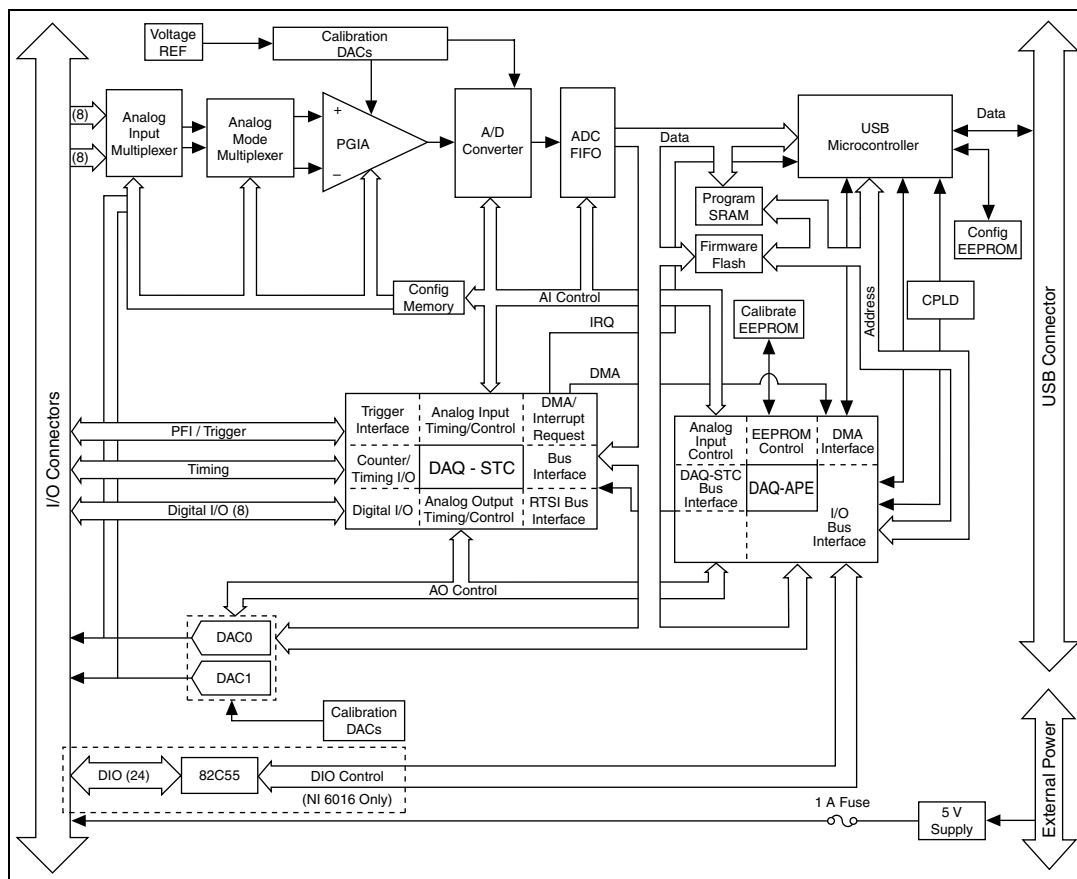 Voltage
REF
Calibration
DACs
(8)
(8)
Analog
Input
Multiplexer
Analog
Mode
Multiplexer
+
PGIA
–
A/D
Converter
ADC
FIFO
Data
USB
Microcontroller
Data
Program
SRAM
Firmware
Flash
Config
EEPROM
Config
Memory
AI Control
IRQ
DMA
Calibrate
EEPROM
Address
CPLD
I/O Connectors
USB Connector
PFI / Trigger
Timing
Digital I/O (8)
Trigger
Interface
Analog Input
Timing/Control
DMA/
Interrupt
Request
Counter/
Timing I/O
DAQ - STC
Bus
Interface
Digital I/O
Analog Output
Timing/Control
RTSI Bus
Interface
Analog
Input
Control
EEPROM
Control
DMA
Interface
DAQ-STC
Bus
Interface
DAQ-APE
I/O
Bus
Interface
AO Control
DAC0
DAC1
Calibration
DACs
DIO (24)
82C55
DIO Control
(NI 6016 Only)
1 A Fuse
5 V
Supply
External Power